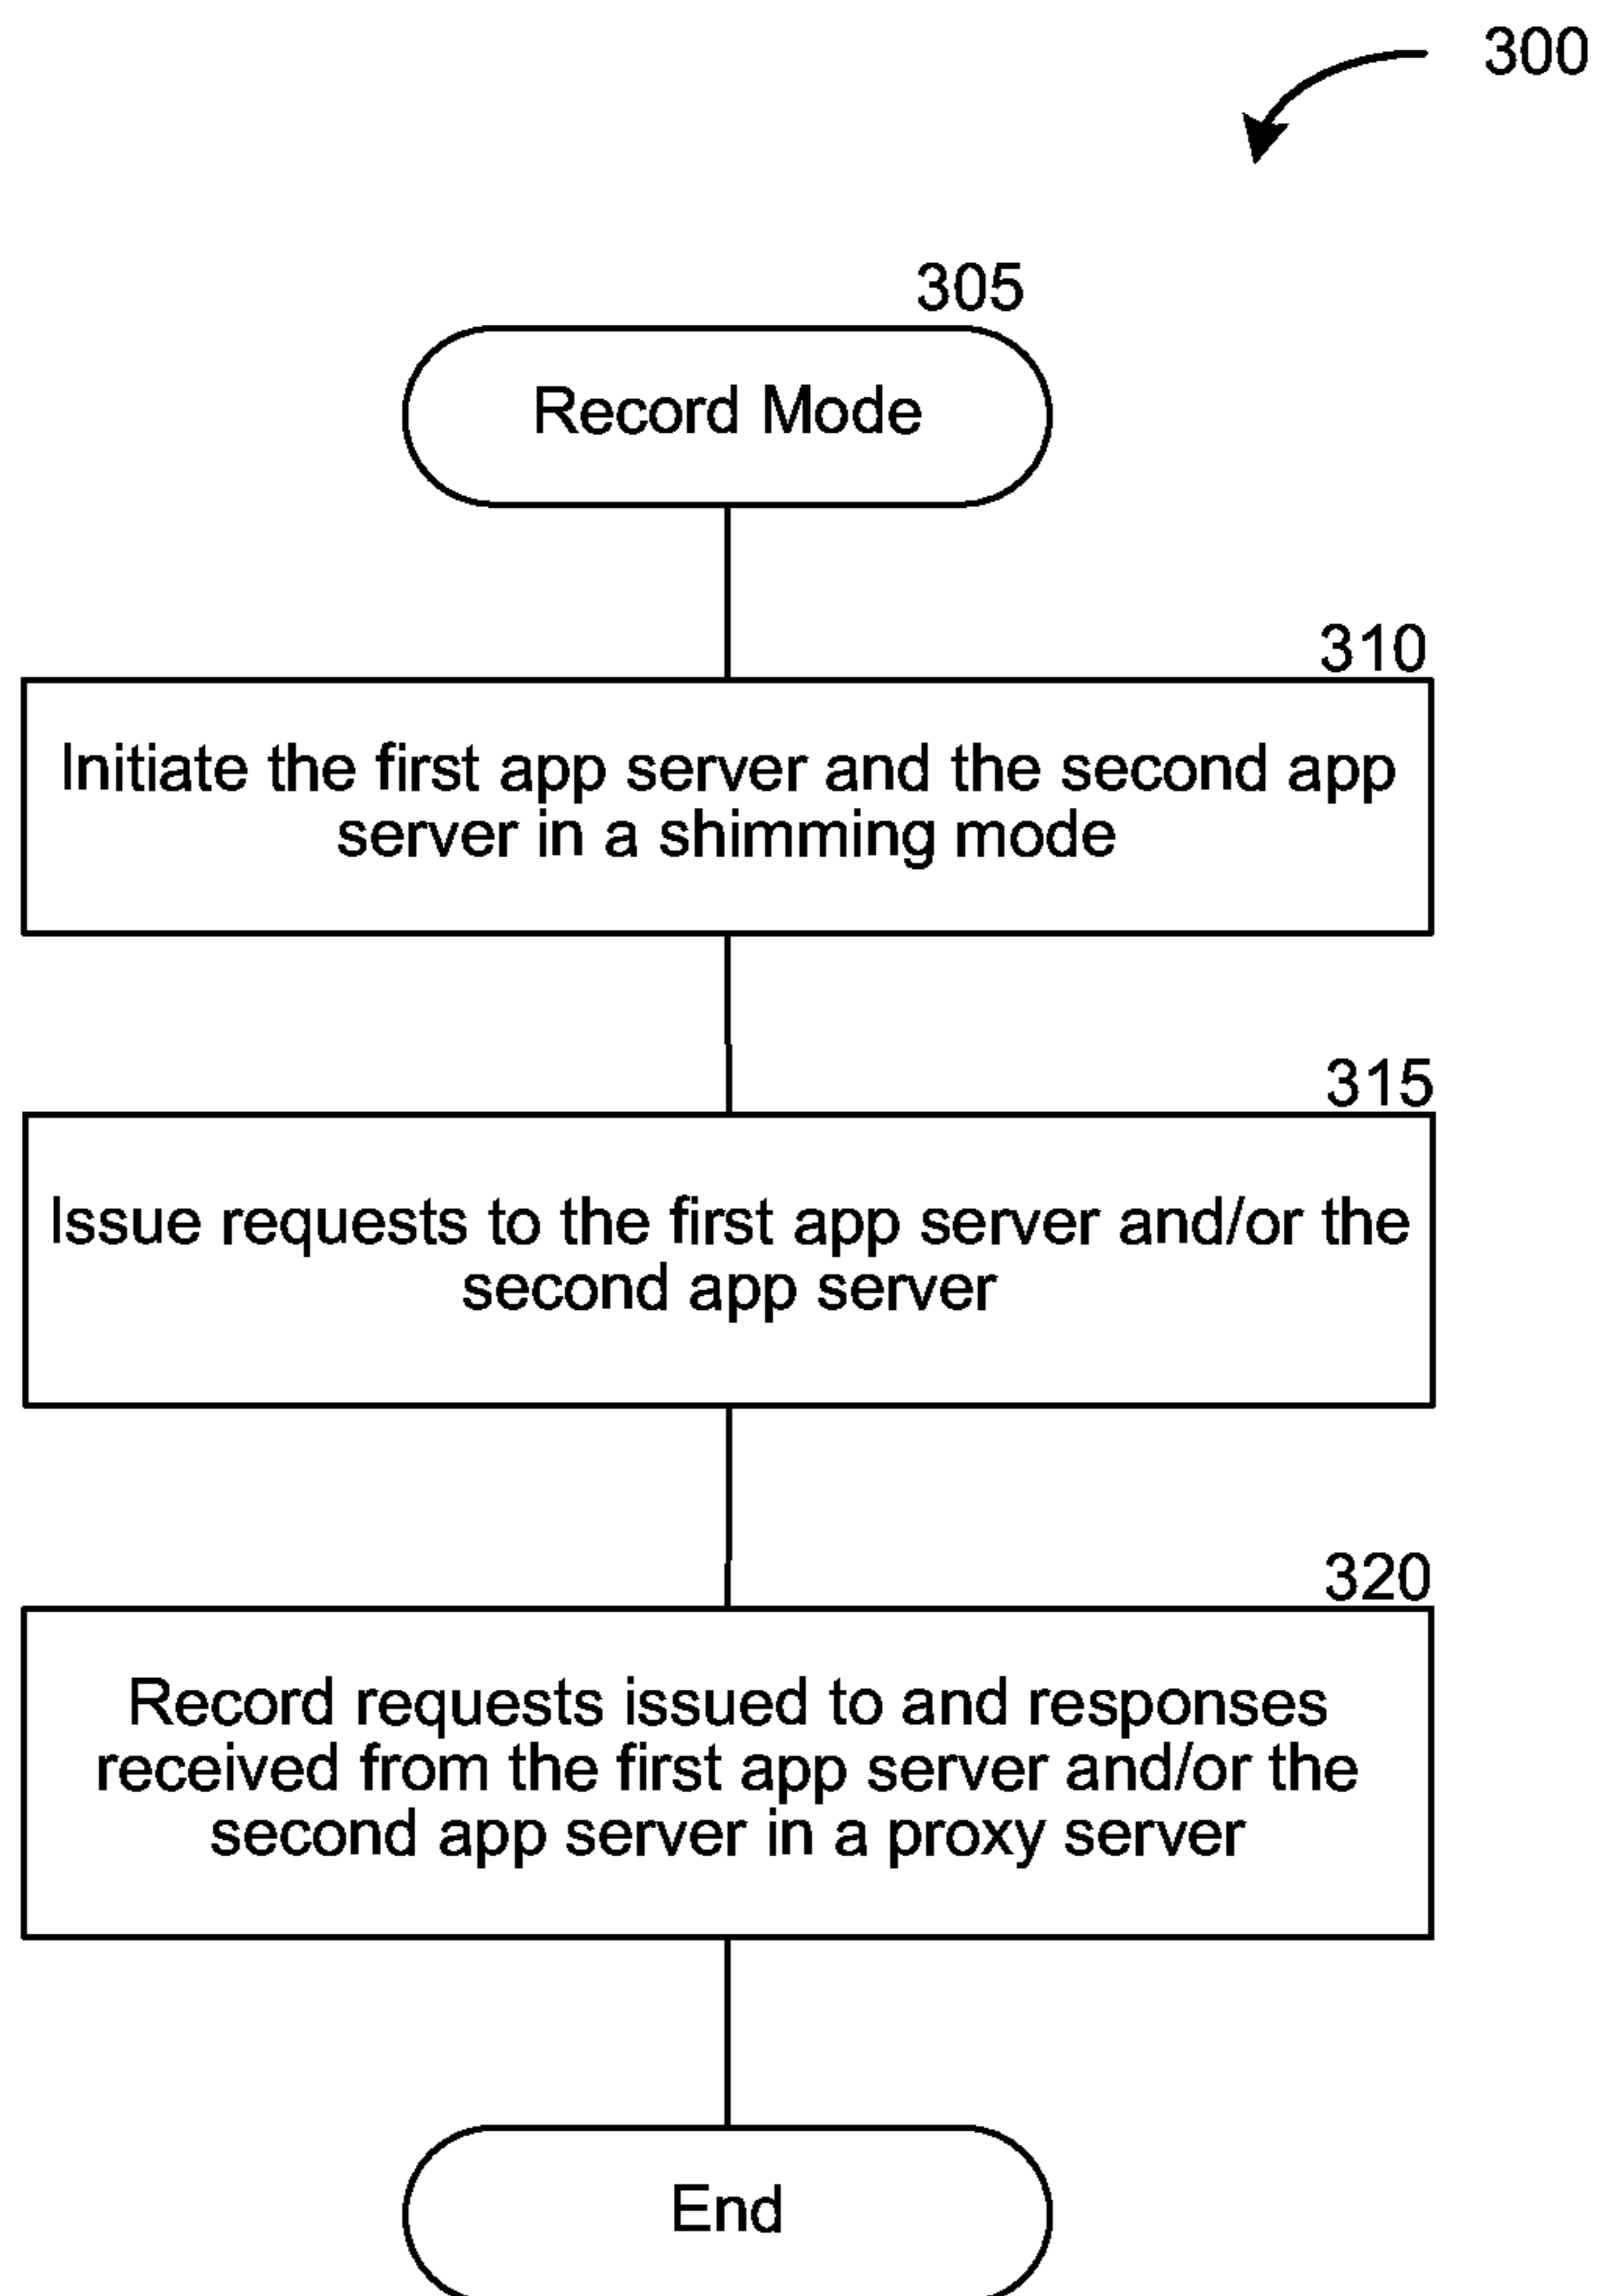 300
305
Record Mode
310
Initiate the first app server and the second app
server in a shimming mode
315
Issue requests to the first app server and/or the
second app server
320
Record requests issued to and responses
received from the first app server and/or the
second app server in a proxy server
End